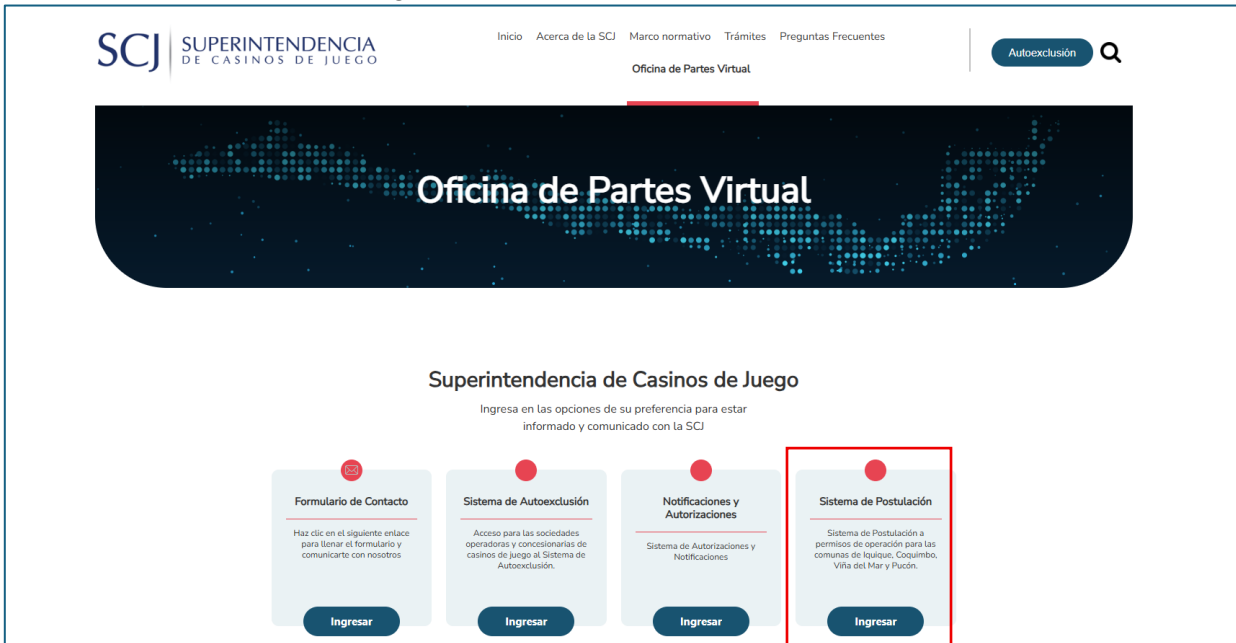 SCJ
SUPERINTENDENCIA
DE CASINOS DE JUEGO
Inicio Acerca de la SCJ Marco normativo Trámites Preguntas Frecuentes
Oficina de Partes Virtual
Autoexclusión
Oficina de Partes Virtual
Superintendencia de Casinos de Juego
Ingresa en las opciones de su preferencia para estar
informado y comunicado con la SCJ
Formulario de Contacto
Haz clic en el siguiente enlace
para llenar el formulario y
comunicarte con nosotros
Ingresar
Sistema de Autoexclusión
Acceso para las sociedades
operadoras y concesionarias de
casinos de juego al Sistema de
Autoexclusión.
Ingresar
Notificaciones y
Autorizaciones
Sistema de Autorizaciones y
Notificaciones
Ingresar
Sistema de Postulación
Sistema de Postulación a
permisos de operación para las
comunas de Iquique, Coquimbo,
Viña del Mar y Pucón.
Ingresar